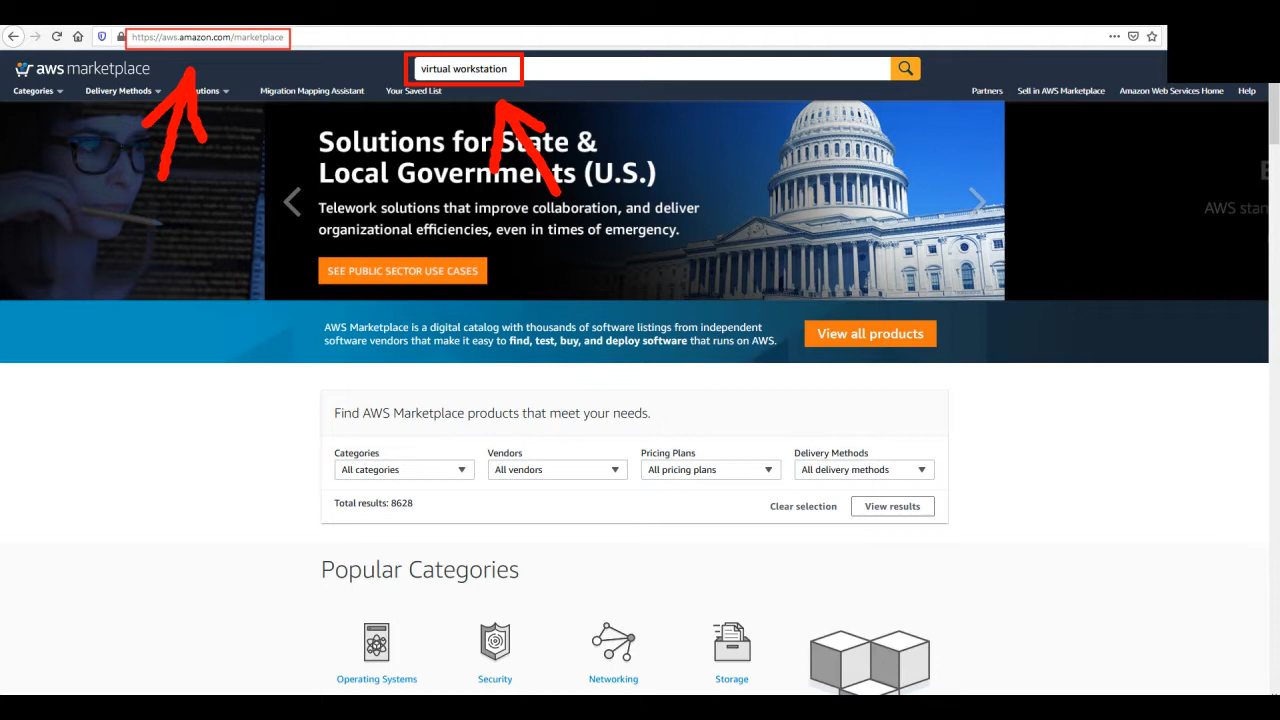 https://aws.amazon.com/marketplace
aws marketplace
virtual workstation
Categories
Delivery Methods
utions
Migration Mapping Assistant
Your Saved List
Partners
Sell in AWS Marketplace
Amazon Web Services Home
Help
Solutions for State &
Local Governments (U.S.)
Telework solutions that improve collaboration, and deliver
organizational efficiencies, even in times of emergency.
SEE PUBLIC SECTOR USE CASES
AWS stan
AWS Marketplace is a digital catalog with thousands of software listings from independent
software vendors that make it easy to find, test, buy, and deploy software that runs on AWS.
View all products
Find AWS Marketplace products that meet your needs.
Categories
Vendors
Pricing Plans
Delivery Methods
All categories
All vendors
All pricing plans
All delivery methods
Total results: 8628
Clear selection
View results
Popular Categories
Operating Systems
Security
Networking
Storage